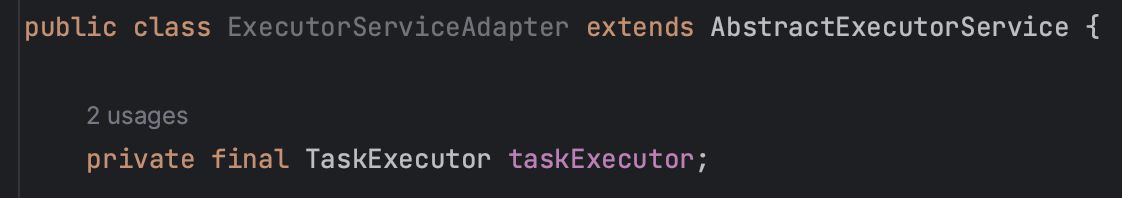 public class ExecutorServiceAdapter extends AbstractExecutorService {
2 usages
private final TaskExecutor taskExecutor;